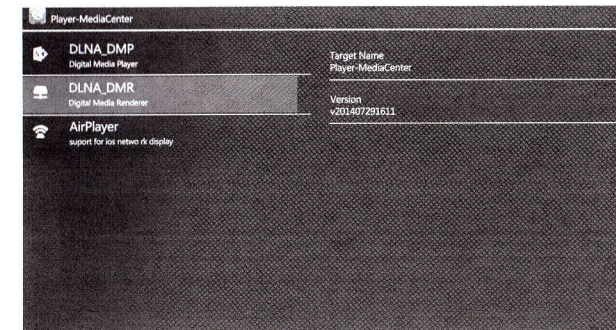 Player-MediaCenter
DLNA_DMP
Digital Media Player
DLNA_DMR
Digital Media Renderer
AirPlayer
suport for ios netwo rk display
Target Name
Player-MediaCenter
Version
v201407291611